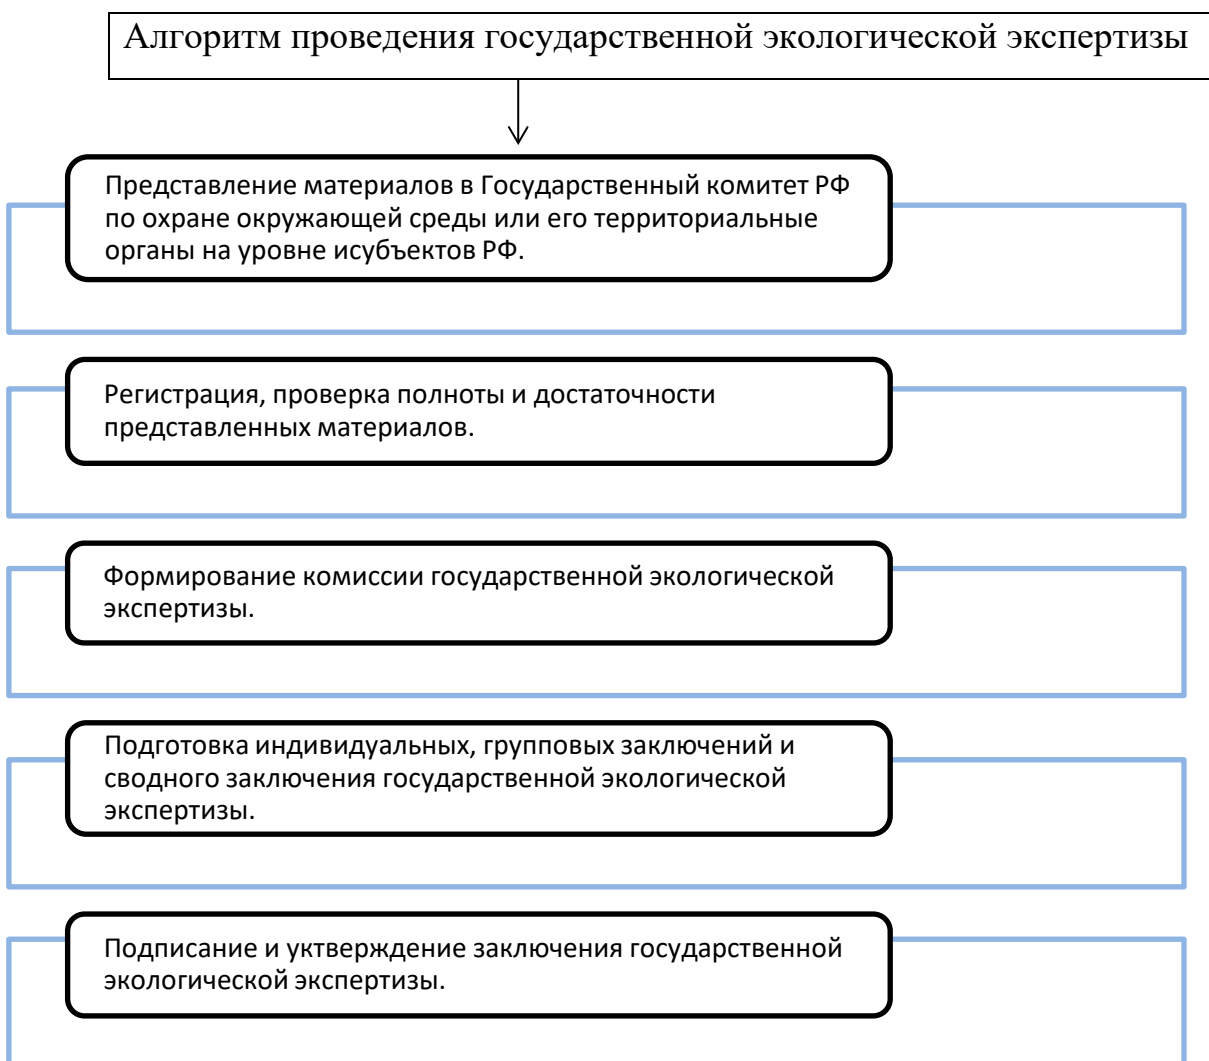 Алгоритм проведения государственной экологической экспертизы
Представление материалов в Государственный комитет РФ
по охране окружающей среды или его территориальные
органы на уровне исубъектов РФ.
Регистрация, проверка полноты и достаточности
представленных материалов.
Формирование комиссии государственной экологической
экспертизы.
Подготовка индивидуальных, групповых заключений и
сводного заключения государственной экологической
экспертизы.
Подписание и уктверждение заключения государственной
экологической экспертизы.